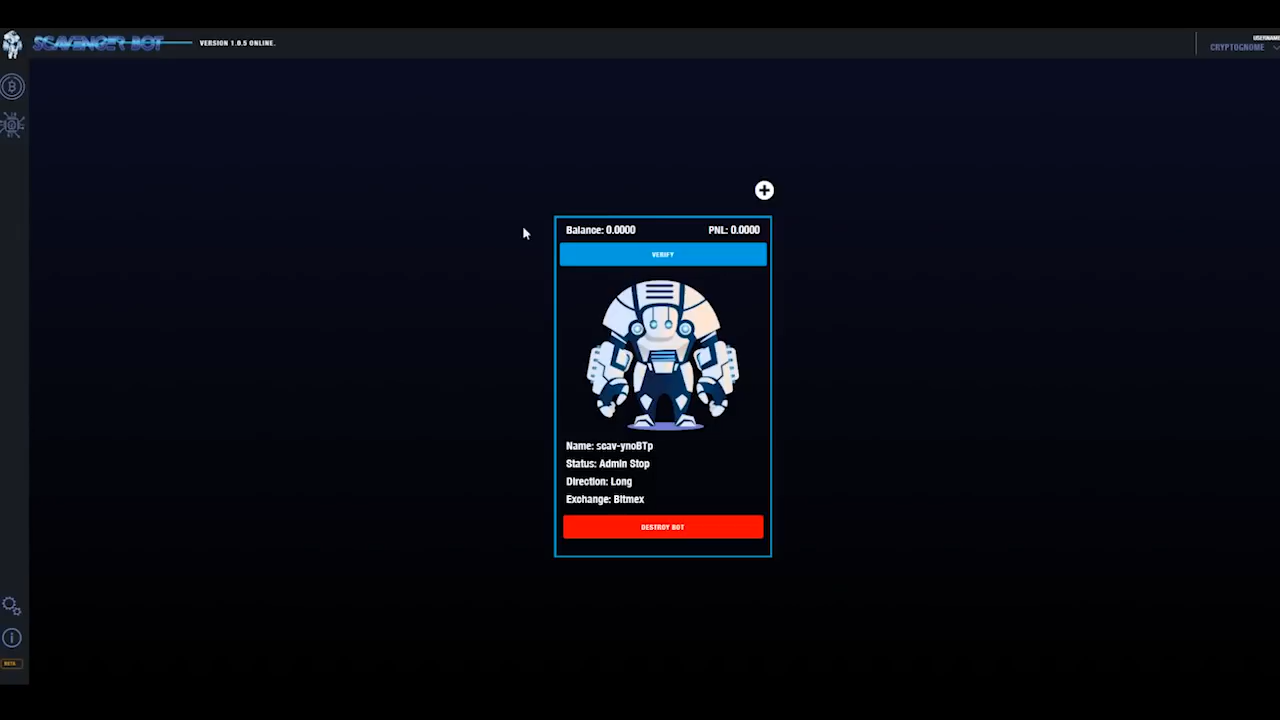 SCAVENGER BOT
VERSION 1.0.5 ONLINE.
CRYPTOGNOME
Balance: 0.0000
PNL: 0.0000
VERIFY
Name: scav-ynoBTp
Status: Admin Stop
Direction: Long
Exchange: Bitmex
DESTROY BOT
BETA